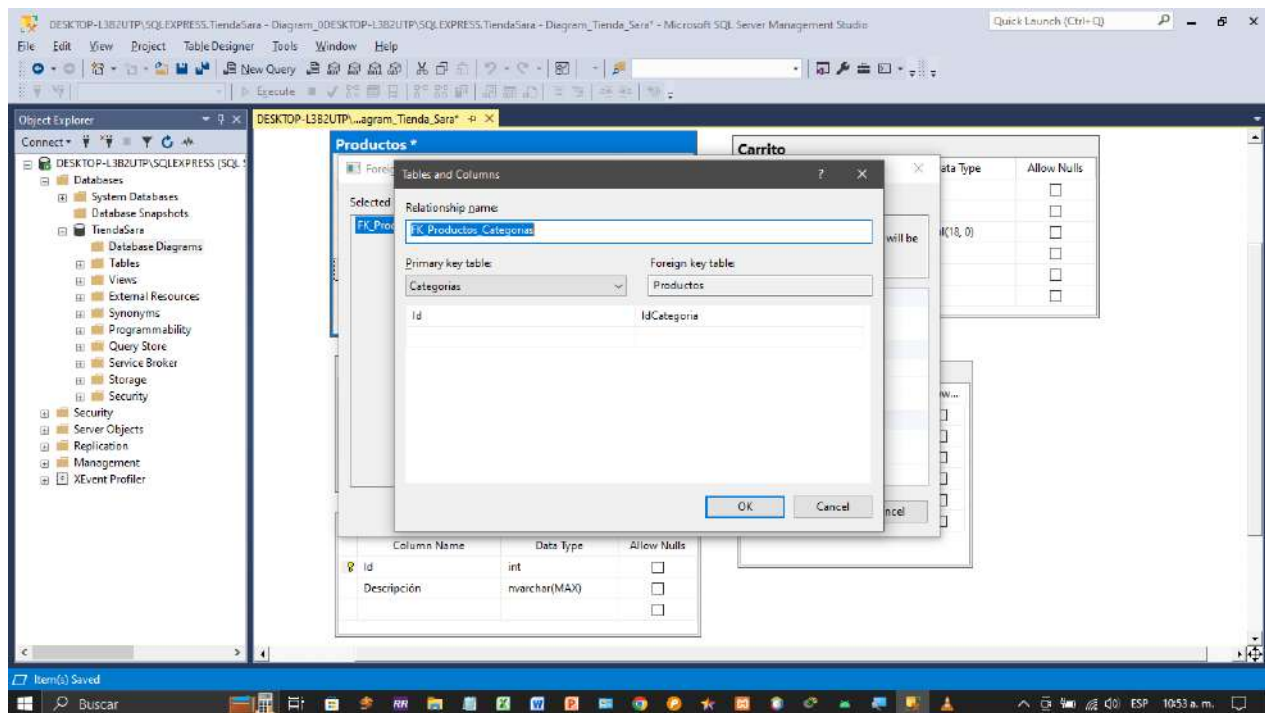 DESKTOP-L3B2UTP\SQLEXPRESS.TiendaSara - Diagram_0DESKTOP-L3B2UTP\SQLEXPRESS.TiendaSara - Diagram_Tienda_Sara* - Microsoft SQL Server Management Studio
Quick Launch (Ctrl+Q)
File Edit View Project Table Designer Tools Window Help
New Query
Execute
Object Explorer
DESKTOP-L3B2UTP\...agram_Tienda_Sara*
Connect
DESKTOP-L3B2UTP\SQLEXPRESS (SQL S
Databases
System Databases
Database Snapshots
TiendaSara
Database Diagrams
Tables
Views
External Resources
Synonyms
Programmability
Query Store
Service Broker
Storage
Security
Security
Server Objects
Replication
Management
XEvent Profiler
Productos *
Carrito
ata Type Allow Nulls
al(18, 0)
Foreig
Selected
FK_Proc
will be
ncel
Tables and Columns
Relationship name:
FK_Productos_Categorias
Primary key table: Foreign key table:
Categorias Productos
Id IdCategoria
OK Cancel
w...
Column Name Data Type Allow Nulls
Id int
Descripción nvarchar(MAX)
Item(s) Saved
Buscar
ESP 10:53 a. m.